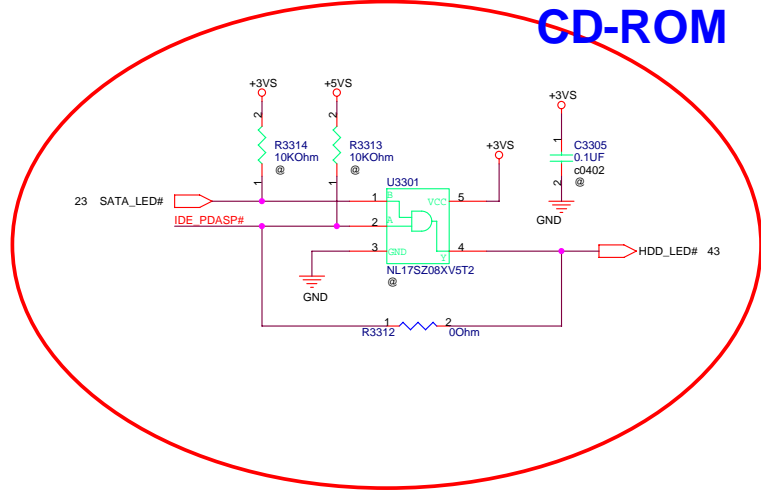 CD-ROM
+3VS
+5VS
+3VS
2
2
R3314
10KOhm
@
R3313
10KOhm
@
1
1
+3VS
1
C3305
0.1UF
c0402
@
2
GND
U3301
23 SATA_LED#
1
B
VCC
5
IDE_PDASP#
2
A
3
GND
Y
4
HDD_LED# 43
NL17SZ08XV5T2
@
GND
R3312
1
2
0Ohm